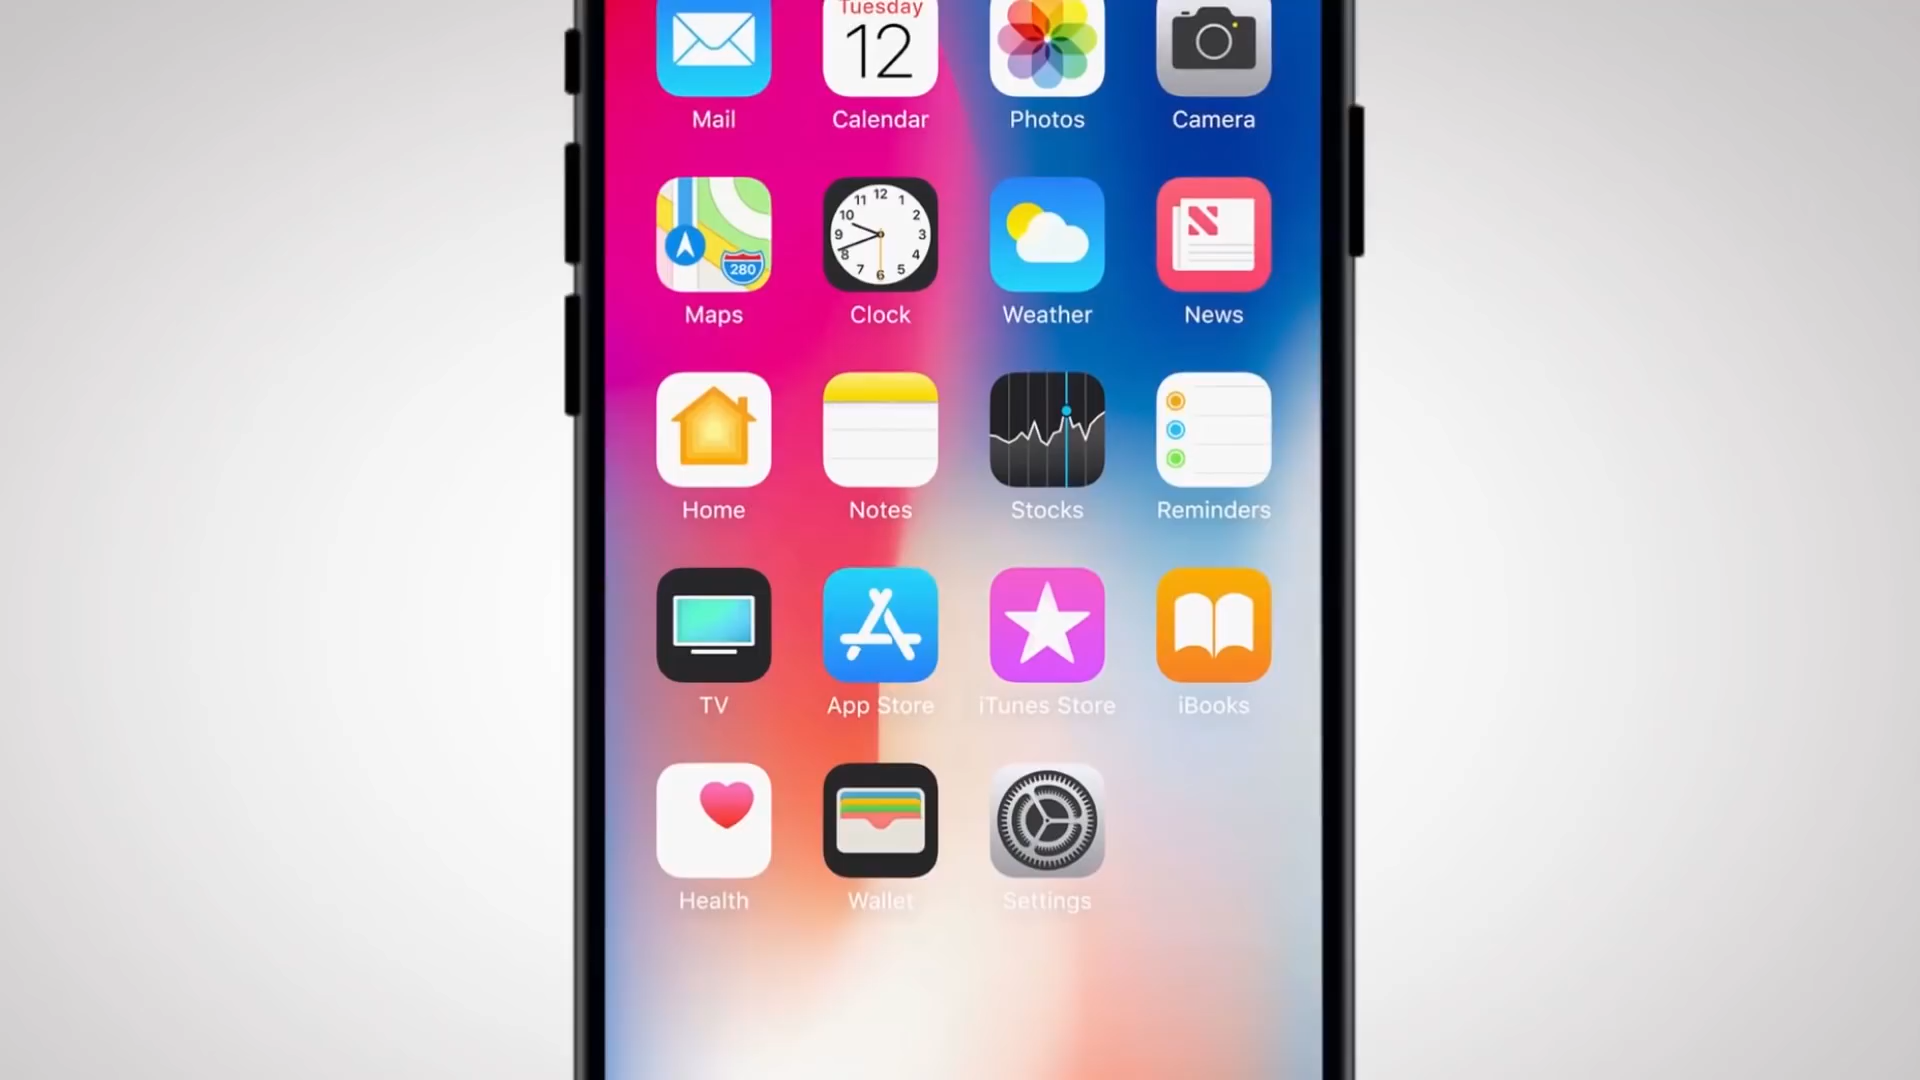 Tuesday
12
Mail Calendar Photos Camera
12
11 1
10 2
9 3
8 4
7 5
6
280
Maps Clock Weather News
Home Notes Stocks Reminders
TV App Store iTunes Store iBooks
Health Wallet Settings